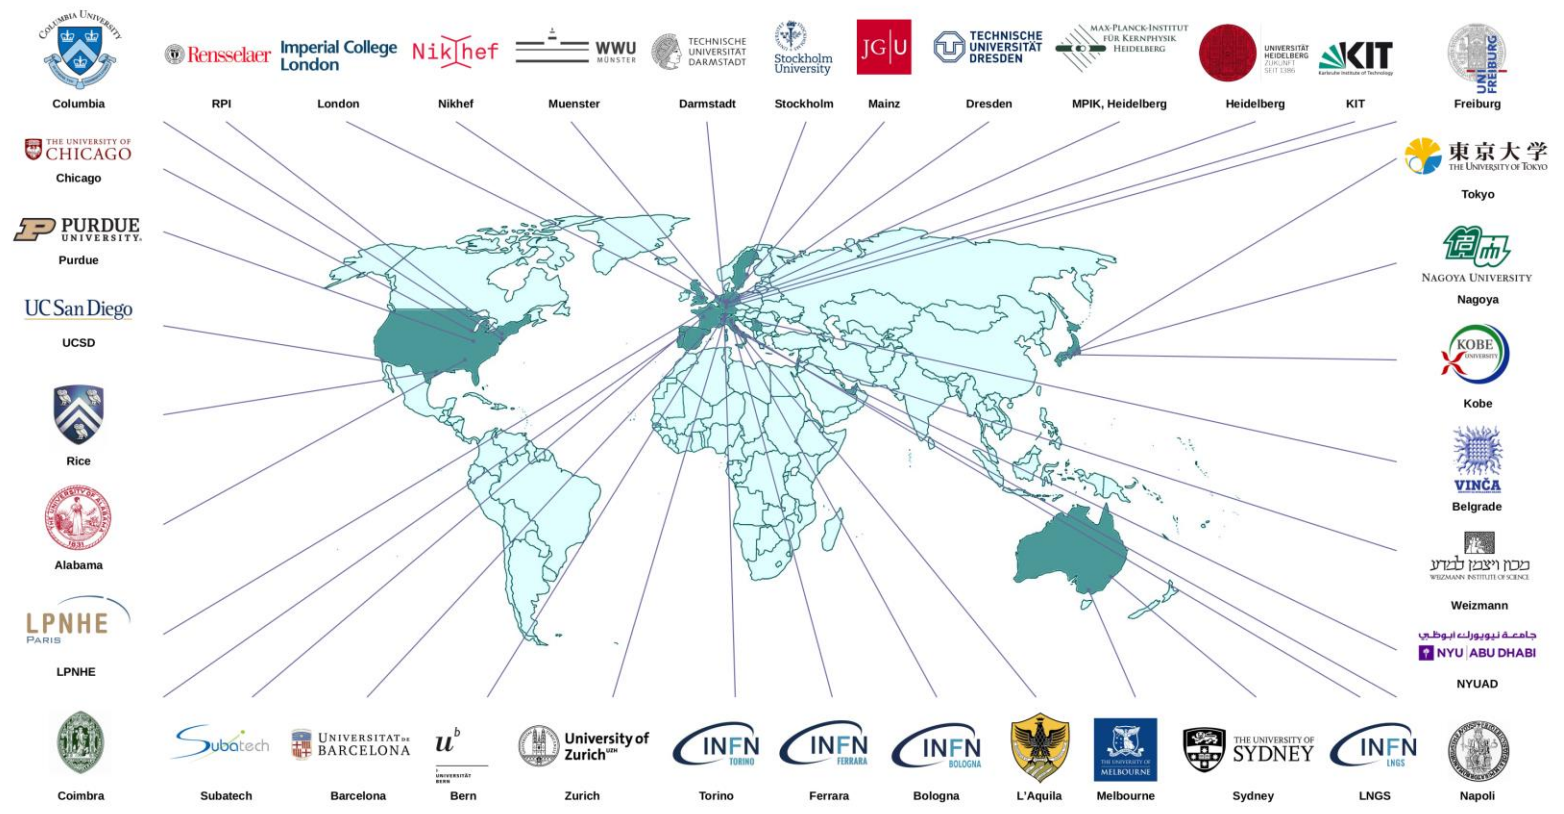 COLUMBIA UNIVERSITY
Columbia
Rensselaer
RPI
Imperial College
London
London
Nikhef
Nikhef
WWU
MÜNSTER
Muenster
TECHNISCHE
UNIVERSITÄT
DARMSTADT
Darmstadt
Stockholm
University
Stockholm
JG|U
Mainz
TECHNISCHE
UNIVERSITÄT
DRESDEN
Dresden
MAX-PLANCK-INSTITUT
FÜR KERNPHYSIK
HEIDELBERG
MPIK, Heidelberg
UNIVERSITÄT
HEIDELBERG
ZUKUNFT
SEIT 1386
Heidelberg
KIT
Karlsruhe Institute of Technology
KIT
UNI
FREIBURG
Freiburg
THE UNIVERSITY OF
CHICAGO
Chicago
PURDUE
UNIVERSITY.
Purdue
UC San Diego
UCSD
Rice
THE UNIVERSITY OF ALABAMA
1831
Alabama
LPNHE
PARIS
LPNHE
Coimbra
東京大学
THE UNIVERSITY OF TOKYO
Tokyo
NAGOYA UNIVERSITY
Nagoya
KOBE
UNIVERSITY
Kobe
VINČA
Belgrade
מכון ויצמן למדע
WEIZMANN INSTITUTE OF SCIENCE
Weizmann
جامعة نيويورك أبوظبي
NYU | ABU DHABI
NYUAD
Subatech
Subatech
UNIVERSITAT DE
BARCELONA
Barcelona
u b
UNIVERSITÄT
BERN
Bern
University of
Zurich UZH
Zurich
INFN
TORINO
Torino
INFN
FERRARA
Ferrara
INFN
BOLOGNA
Bologna
L'Aquila
THE UNIVERSITY OF
MELBOURNE
Melbourne
THE UNIVERSITY OF
SYDNEY
Sydney
INFN
LNGS
LNGS
Napoli